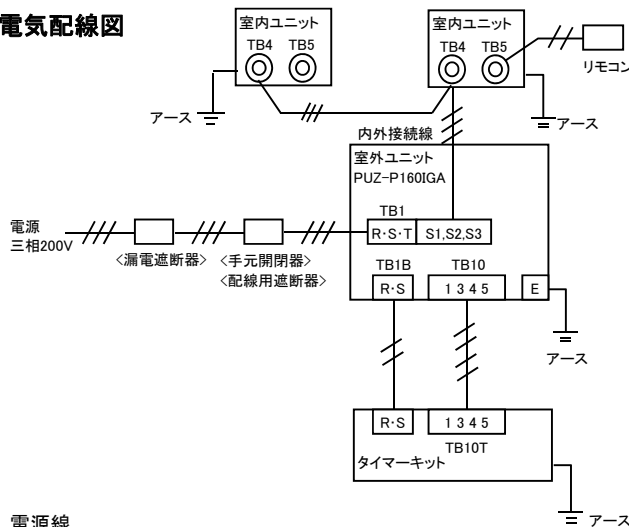 電気配線図
室内ユニット
TB4 TB5
アース
室内ユニット
TB4 TB5
リモコン
アース
内外接続線
室外ユニット
PUZ-P160IGA
電源
三相200V
<漏電遮断器>
<手元開閉器>
<配線用遮断器>
TB1
R・S・T S1,S2,S3
TB1B TB10
R・S 1 3 4 5 E
アース
R・S 1 3 4 5
TB10T
タイマーキット
アース
電源線